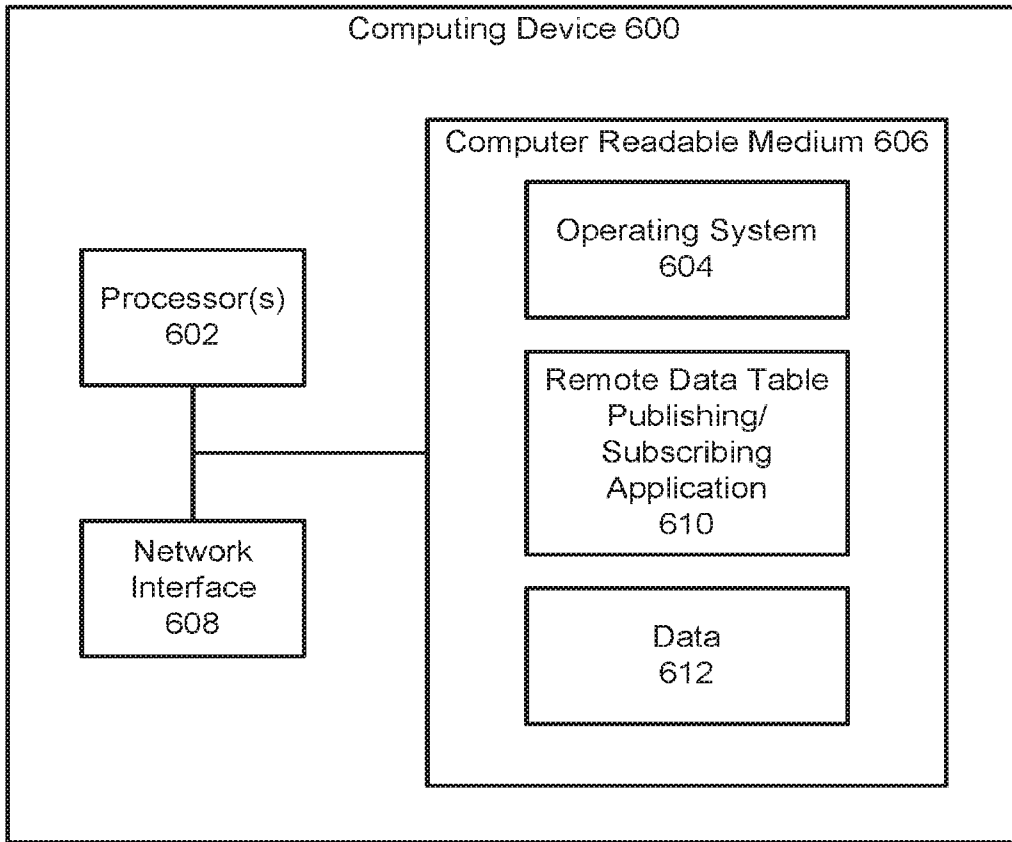 Computing Device 600
Computer Readable Medium 606
Operating System
604
Processor(s)
602
Remote Data Table
Publishing/
Subscribing
Application
610
Network
Interface
608
Data
612